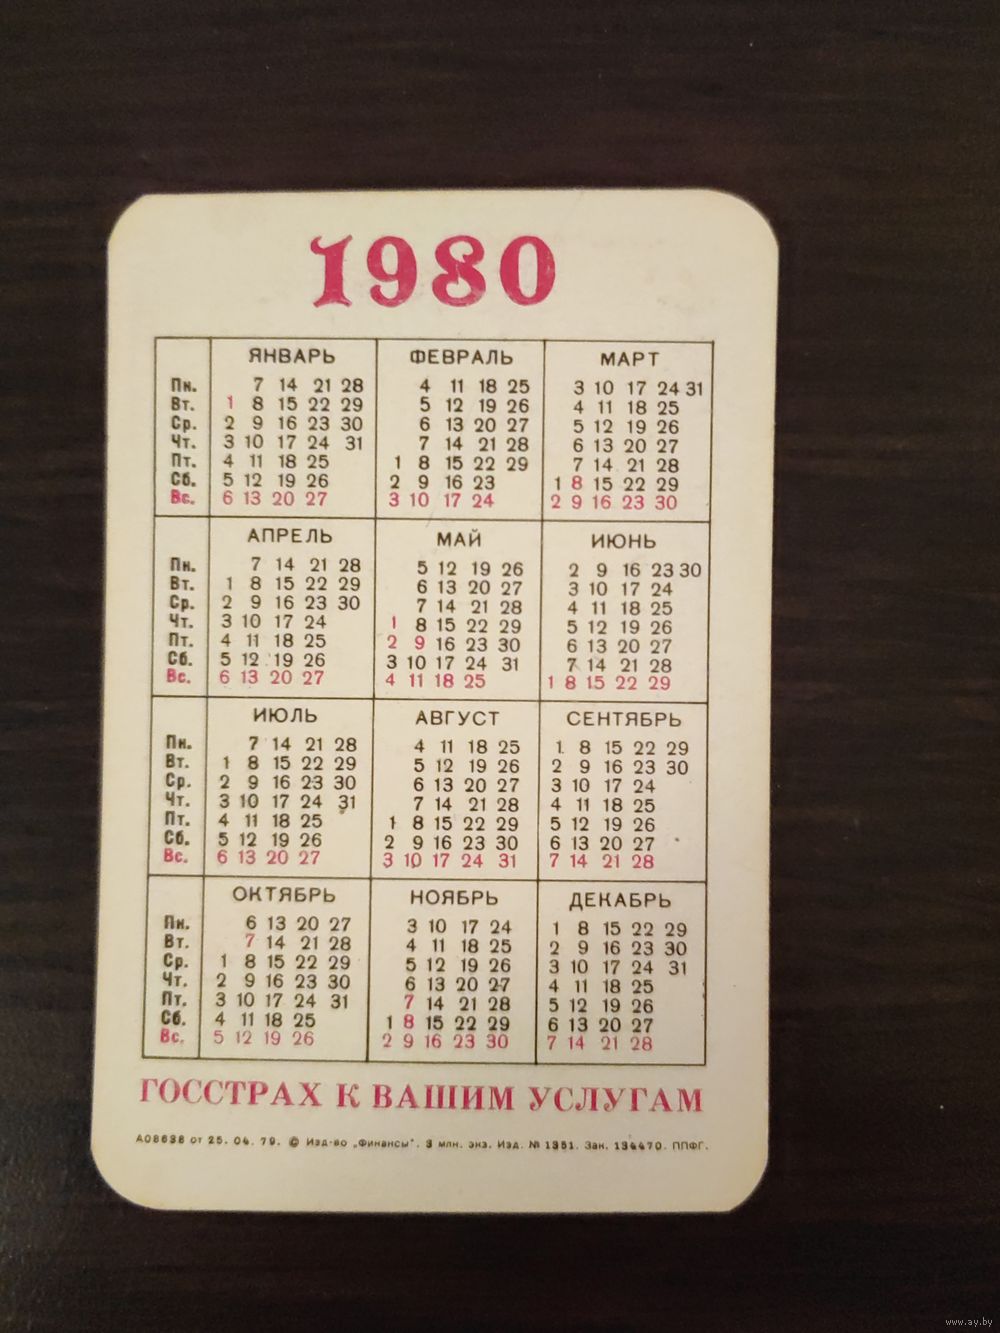 1980
ЯНВАРЬ ФЕВРАЛЬ МАРТ
Пн. 7 14 21 28 4 11 18 25 3 10 17 24 31
Вт. 1 8 15 22 29 5 12 19 26 4 11 18 25
Ср. 2 9 16 23 30 6 13 20 27 5 12 19 26
Чт. 3 10 17 24 31 7 14 21 28 6 13 20 27
Пт. 4 11 18 25 1 8 15 22 29 7 14 21 28
Сб. 5 12 19 26 2 9 16 23 1 8 15 22 29
Вс. 6 13 20 27 3 10 17 24 2 9 16 23 30
АПРЕЛЬ МАЙ ИЮНЬ
Пн. 7 14 21 28 5 12 19 26 2 9 16 23 30
Вт. 1 8 15 22 29 6 13 20 27 3 10 17 24
Ср. 2 9 16 23 30 7 14 21 28 4 11 18 25
Чт. 3 10 17 24 1 8 15 22 29 5 12 19 26
Пт. 4 11 18 25 2 9 16 23 30 6 13 20 27
Сб. 5 12 19 26 3 10 17 24 31 7 14 21 28
Вс. 6 13 20 27 4 11 18 25 1 8 15 22 29
ИЮЛЬ АВГУСТ СЕНТЯБРЬ
Пн. 7 14 21 28 4 11 18 25 1 8 15 22 29
Вт. 1 8 15 22 29 5 12 19 26 2 9 16 23 30
Ср. 2 9 16 23 30 6 13 20 27 3 10 17 24
Чт. 3 10 17 24 31 7 14 21 28 4 11 18 25
Пт. 4 11 18 25 1 8 15 22 29 5 12 19 26
Сб. 5 12 19 26 2 9 16 23 30 6 13 20 27
Вс. 6 13 20 27 3 10 17 24 31 7 14 21 28
ОКТЯБРЬ НОЯБРЬ ДЕКАБРЬ
Пн. 6 13 20 27 3 10 17 24 1 8 15 22 29
Вт. 7 14 21 28 4 11 18 25 2 9 16 23 30
Ср. 1 8 15 22 29 5 12 19 26 3 10 17 24 31
Чт. 2 9 16 23 30 6 13 20 27 4 11 18 25
Пт. 3 10 17 24 31 7 14 21 28 5 12 19 26
Сб. 4 11 18 25 1 8 15 22 29 6 13 20 27
Вс. 5 12 19 26 2 9 16 23 30 7 14 21 28
ГОССТРАХ К ВАШИМ УСЛУГАМ
А08638 от 25. 04. 79. © Изд-во „Финансы". 3 млн. экз. Изд. № 1351. Зак. 134470. ППФГ.
www.ay.by